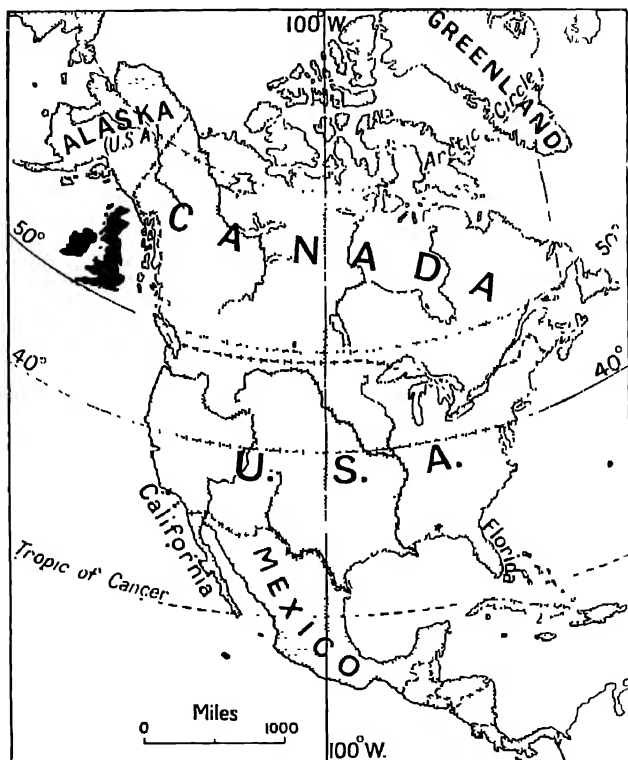 100°W.
GREENLAND
Arctic Circle
ALASKA
(U.S.A)
CANADA
50°
50°
40°
40°
U. S. A.
California
Florida
MEXICO
Tropic of Cancer
Miles
0 1000
100°W.